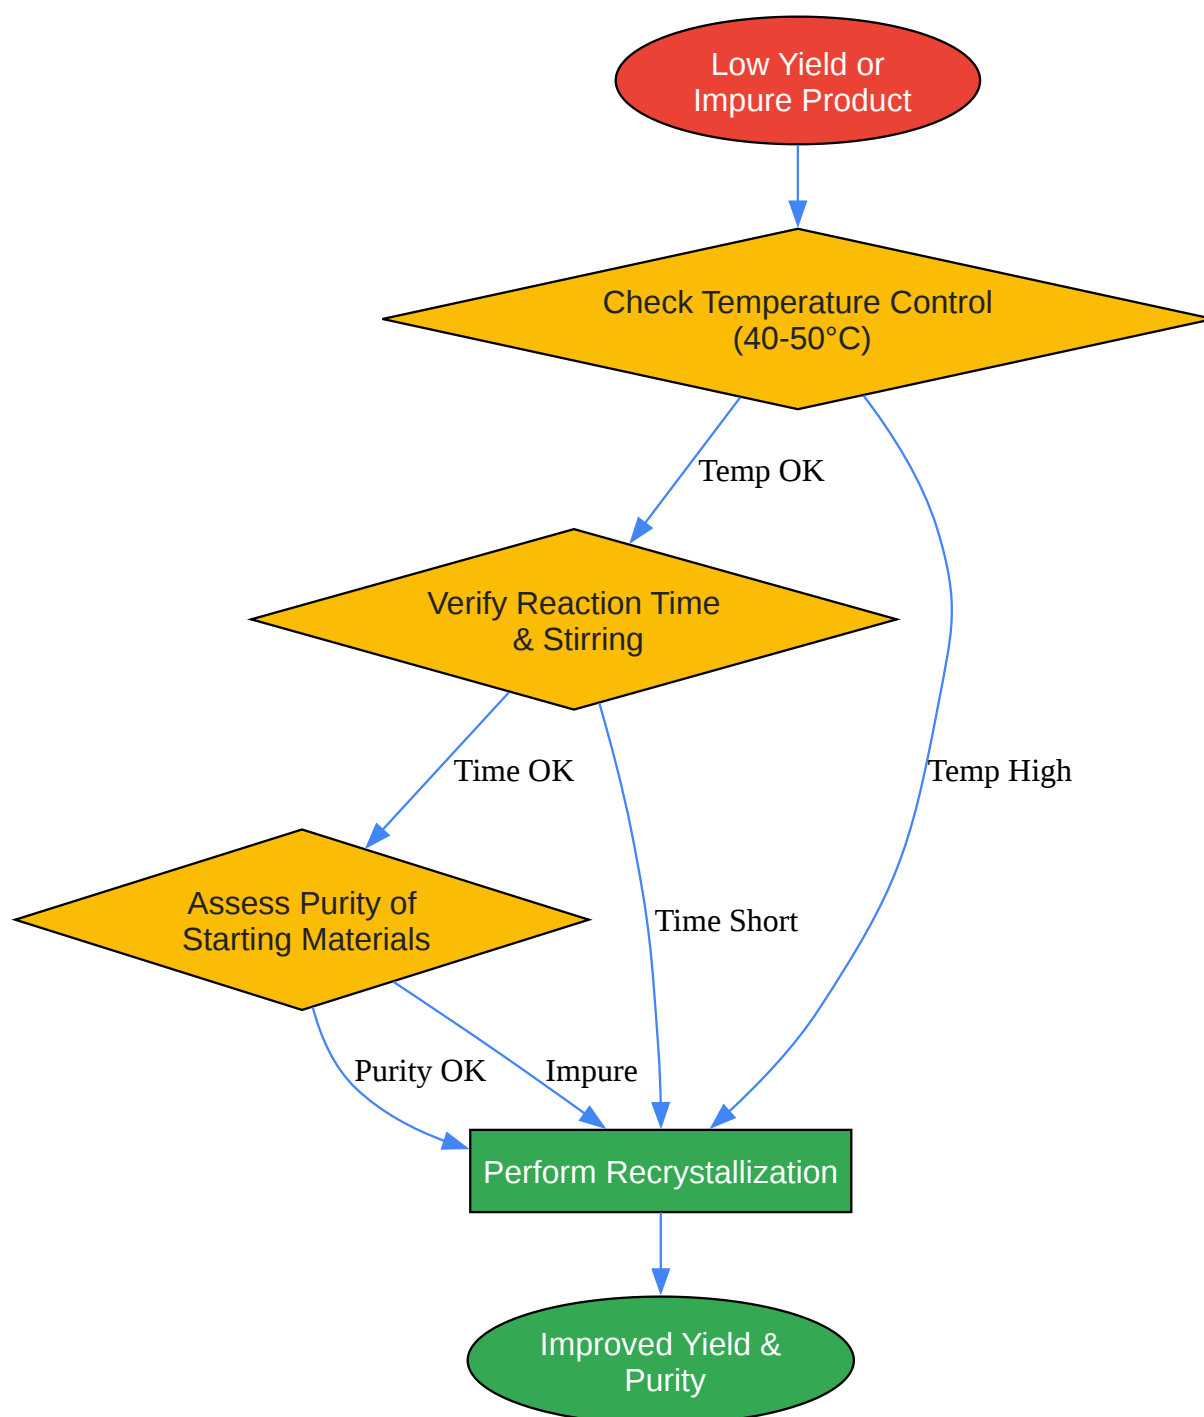 Low Yield or
Impure Product
Check Temperature Control
(40-50°C)
Temp OK
Verify Reaction Time
& Stirring
Time OK
Temp High
Assess Purity of
Starting Materials
Time Short
Purity OK
Impure
Perform Recrystallization
Improved Yield &
Purity